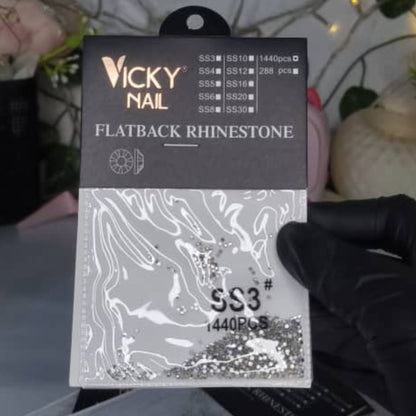 VICKY®
NAIL
SS3 SS10 1440pcs
SS4 SS12 288 pcs
SS5 SS16
SS6 SS20
SS8 SS30
FLATBACK RHINESTONE
SS3#
1440PCS
RHINESTONE